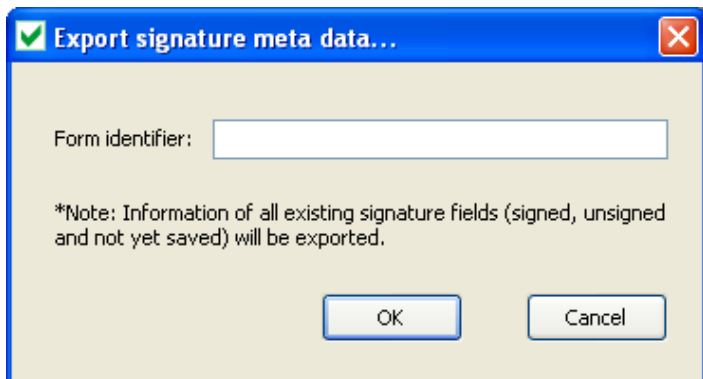 Export signature meta data...
Form identifier:
*Note: Information of all existing signature fields (signed, unsigned
and not yet saved) will be exported.
OK Cancel